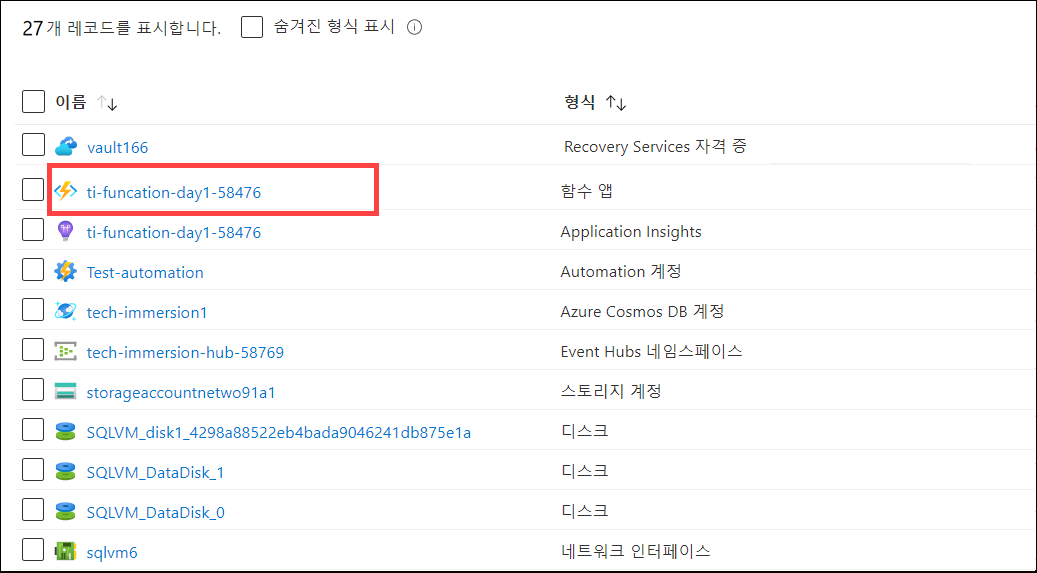 27개 레코드를 표시합니다. 숨겨진 형식 표시
이름 형식
vault166 Recovery Services 자격 증
ti-funcation-day1-58476 함수 앱
ti-funcation-day1-58476 Application Insights
Test-automation Automation 계정
tech-immersion1 Azure Cosmos DB 계정
tech-immersion-hub-58769 Event Hubs 네임스페이스
storageaccountnetwo91a1 스토리지 계정
SQLVM_disk1_4298a88522eb4bada9046241db875e1a 디스크
SQLVM_DataDisk_1 디스크
SQLVM_DataDisk_0 디스크
sqlvm6 네트워크 인터페이스